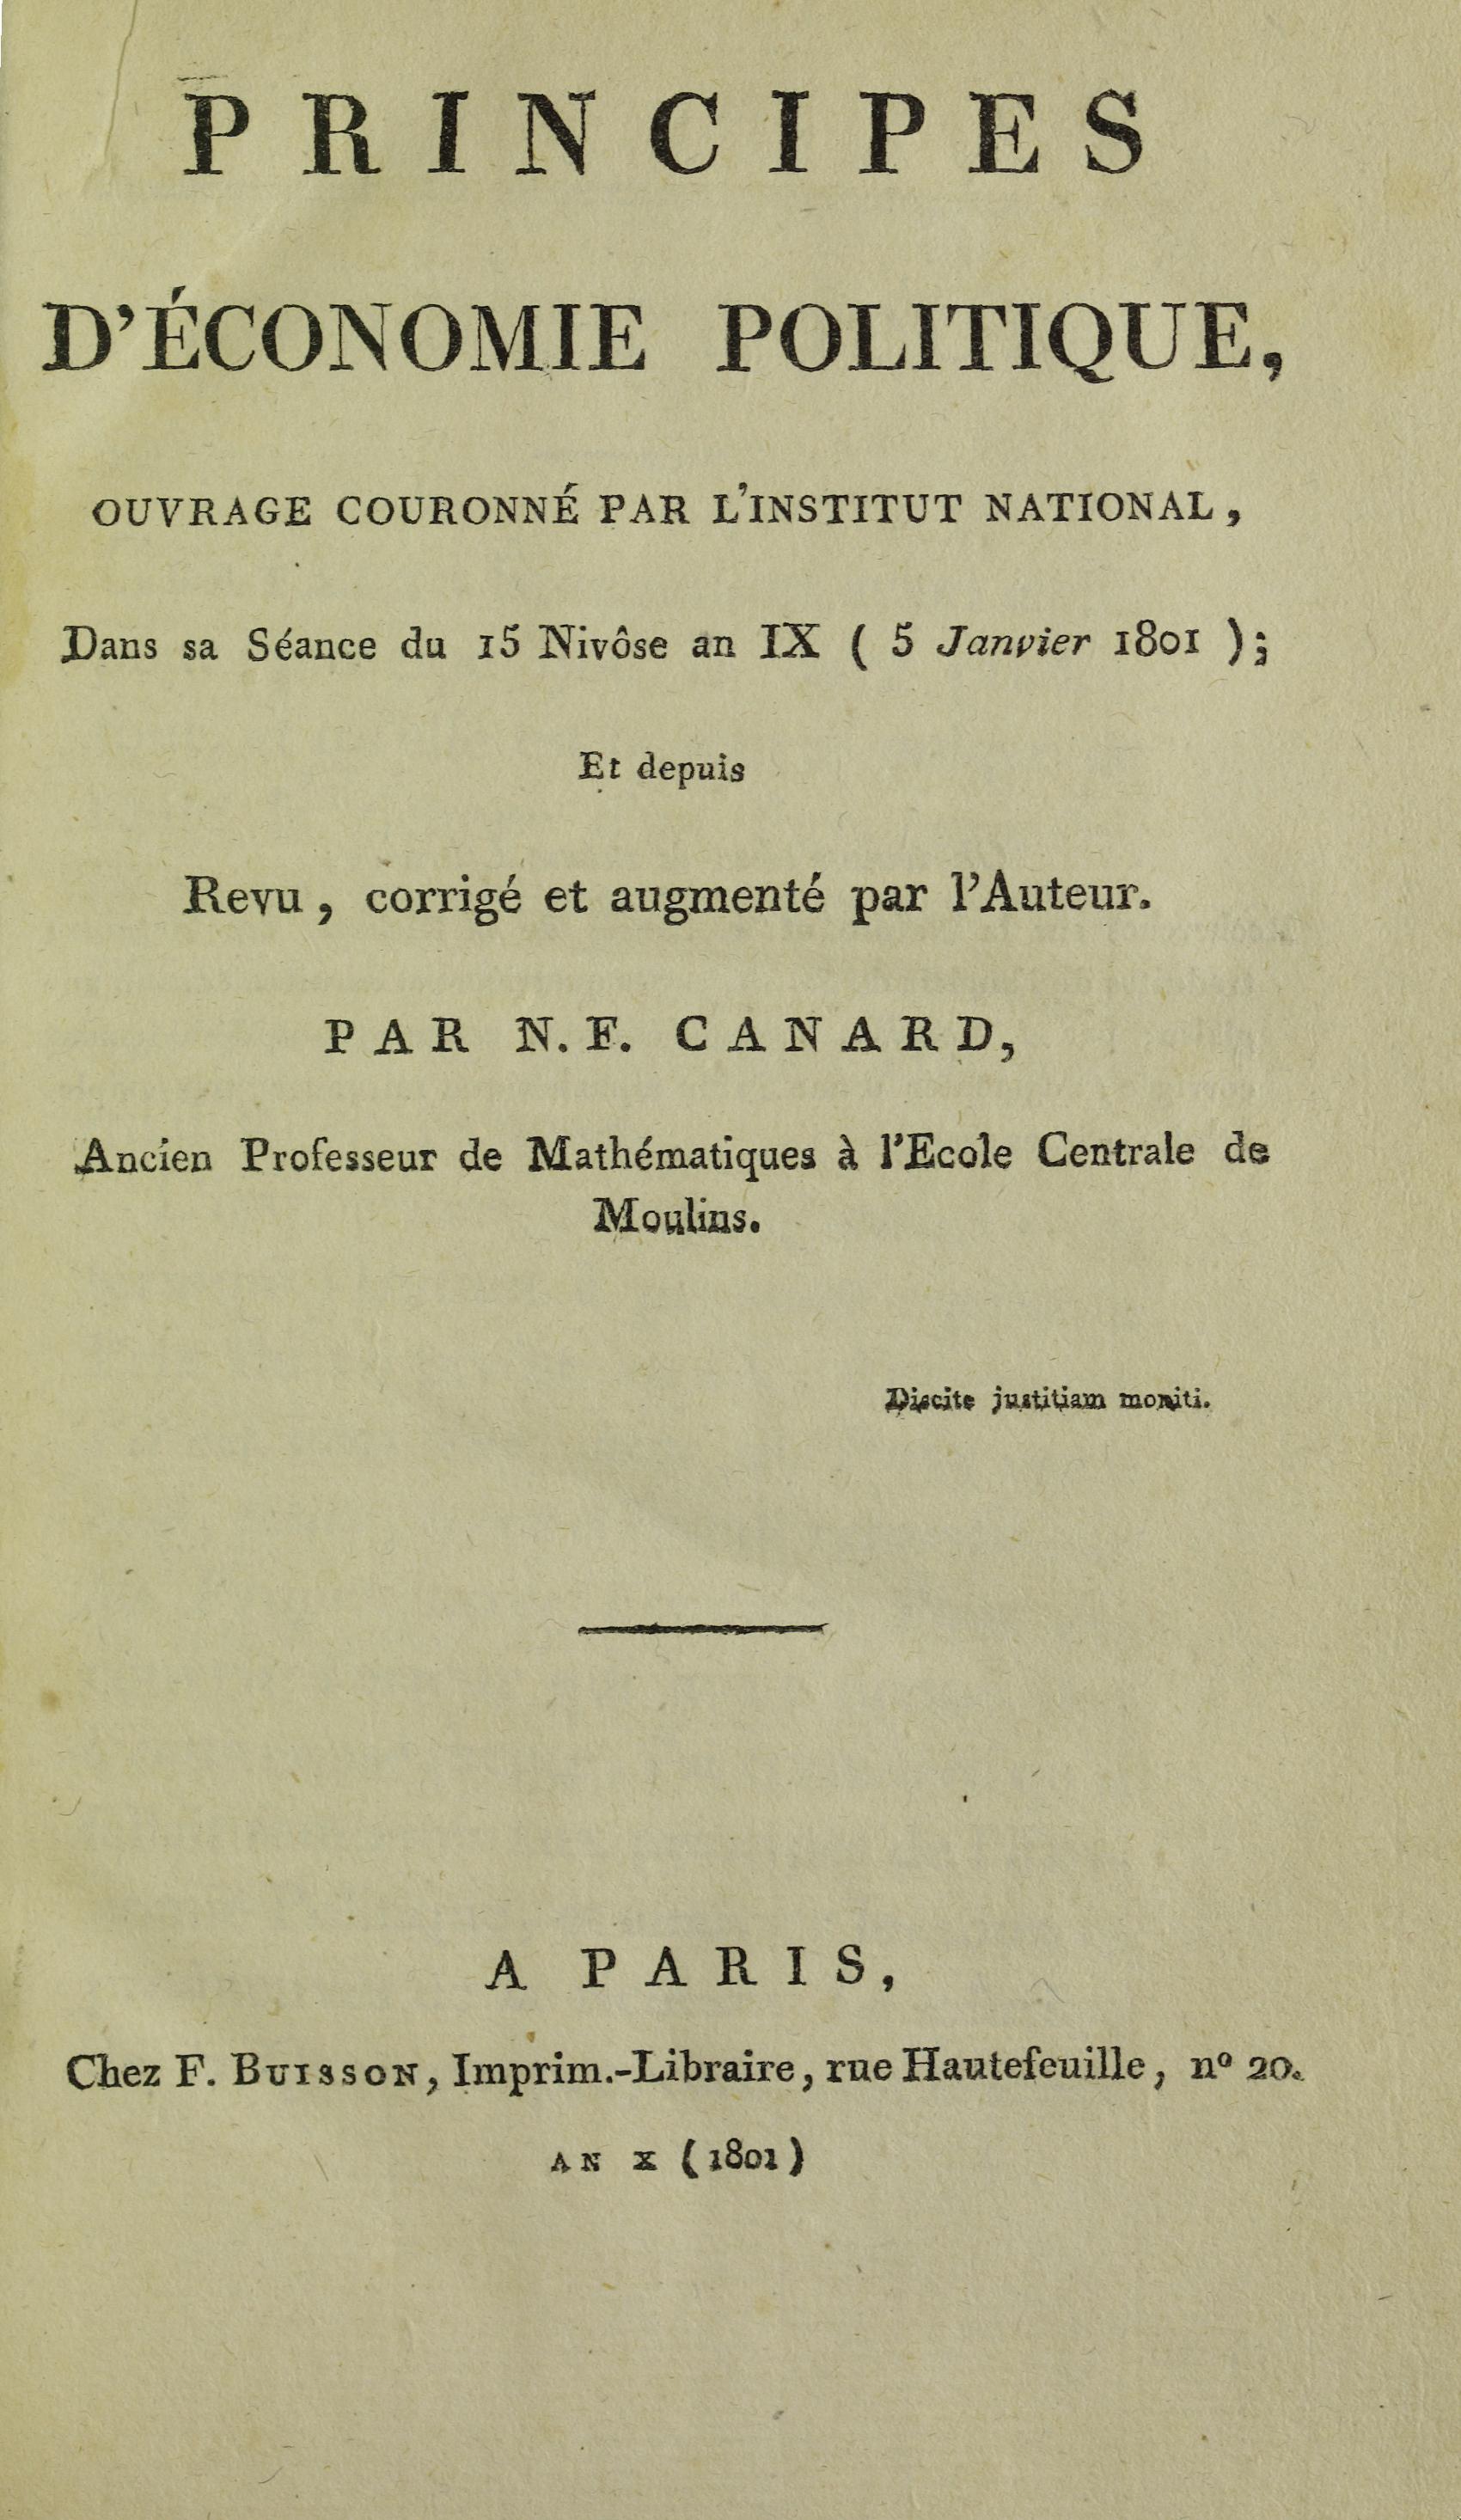 PRINCIPES
D'ÉCONOMIE POLITIQUE,
OUVRAGE COURONNÉ PAR L'INSTITUT NATIONAL,
Dans sa Séance du 15 Nivôse an IX ( 5 Janvier 1801 );
Et depuis
Revu, corrigé et augmenté par l'Auteur.
PAR N. F. CANARD,
Ancien Professeur de Mathématiques à l'Ecole Centrale de
Moulins.
Discite justitiam moniti.
A PARIS,
Chez F. BUISSON, Imprim.-Libraire, rue Hautefeuille, nº 20.
AN X (1801)